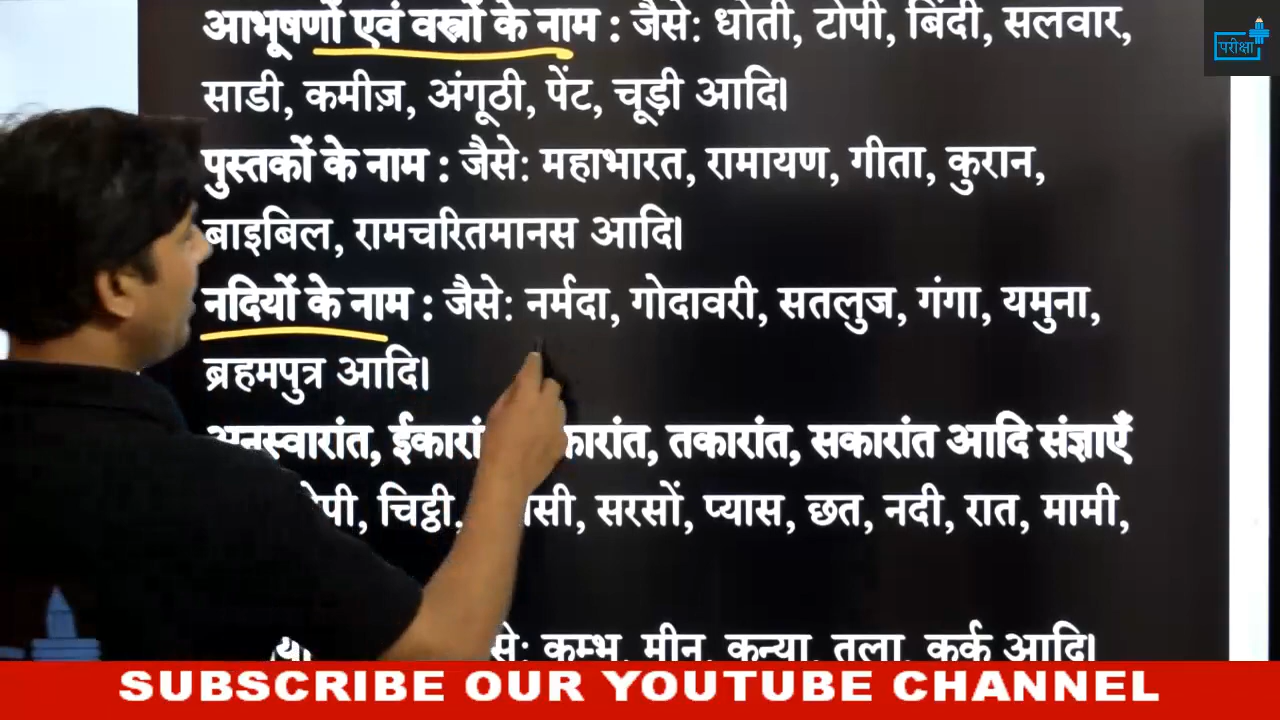 आभूषणों एवं वस्त्रों के नाम : जैसे: धोती, टोपी, बिंदी, सलवार,
साडी, कमीज़, अंगूठी, पेंट, चूड़ी आदि।
पुस्तकों के नाम : जैसे: महाभारत, रामायण, गीता, कुरान,
बाइबिल, रामचरितमानस आदि।
नदियों के नाम : जैसे: नर्मदा, गोदावरी, सतलुज, गंगा, यमुना,
ब्रहमपुत्र आदि।
अनुस्वारांत, तकारांत, सकारांत आदि संज्ञाएँ
चिट्ठी, सरसों, प्यास, छत, नदी, रात, मामी,
कुम्भ, मीन, कन्या, तुला, कर्क आदि।
परीक्षा
SUBSCRIBE OUR YOUTUBE CHANNEL